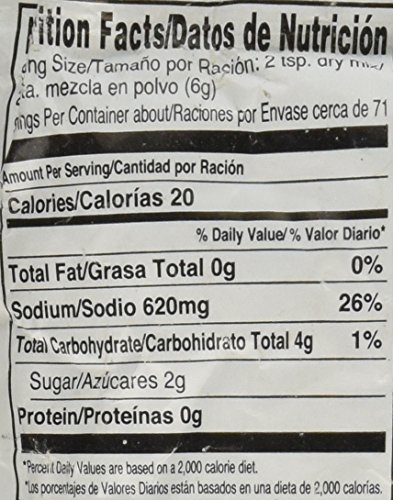 rition Facts/Datos de Nutrición
ing Size/Tamaño por Ración: 2 tsp. dry mix/
ta. mezcla en polvo (6g)
ings Per Container about/Raciones por Envase cerca de 71
Amount Per Serving/Cantidad por Ración
Calories/Calorías 20
% Daily Value/% Valor Diario*
Total Fat/Grasa Total 0g 0%
Sodium/Sodio 620mg 26%
Total Carbohydrate/Carbohidrato Total 4g 1%
Sugar/Azúcares 2g
Protein/Proteínas 0g
*Percent Daily Values are based on a 2,000 calorie diet.
*Los porcentajes de Valores Diarios están basados en una dieta de 2,000 calorías.